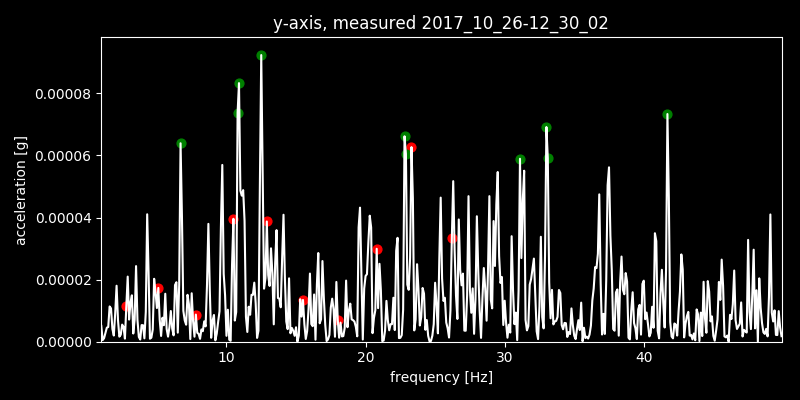 y-axis, measured 2017_10_26-12_30_02
0.00008
0.00006
0.00004
0.00002
0.00000
acceleration [g]
10 20 30 40
frequency [Hz]